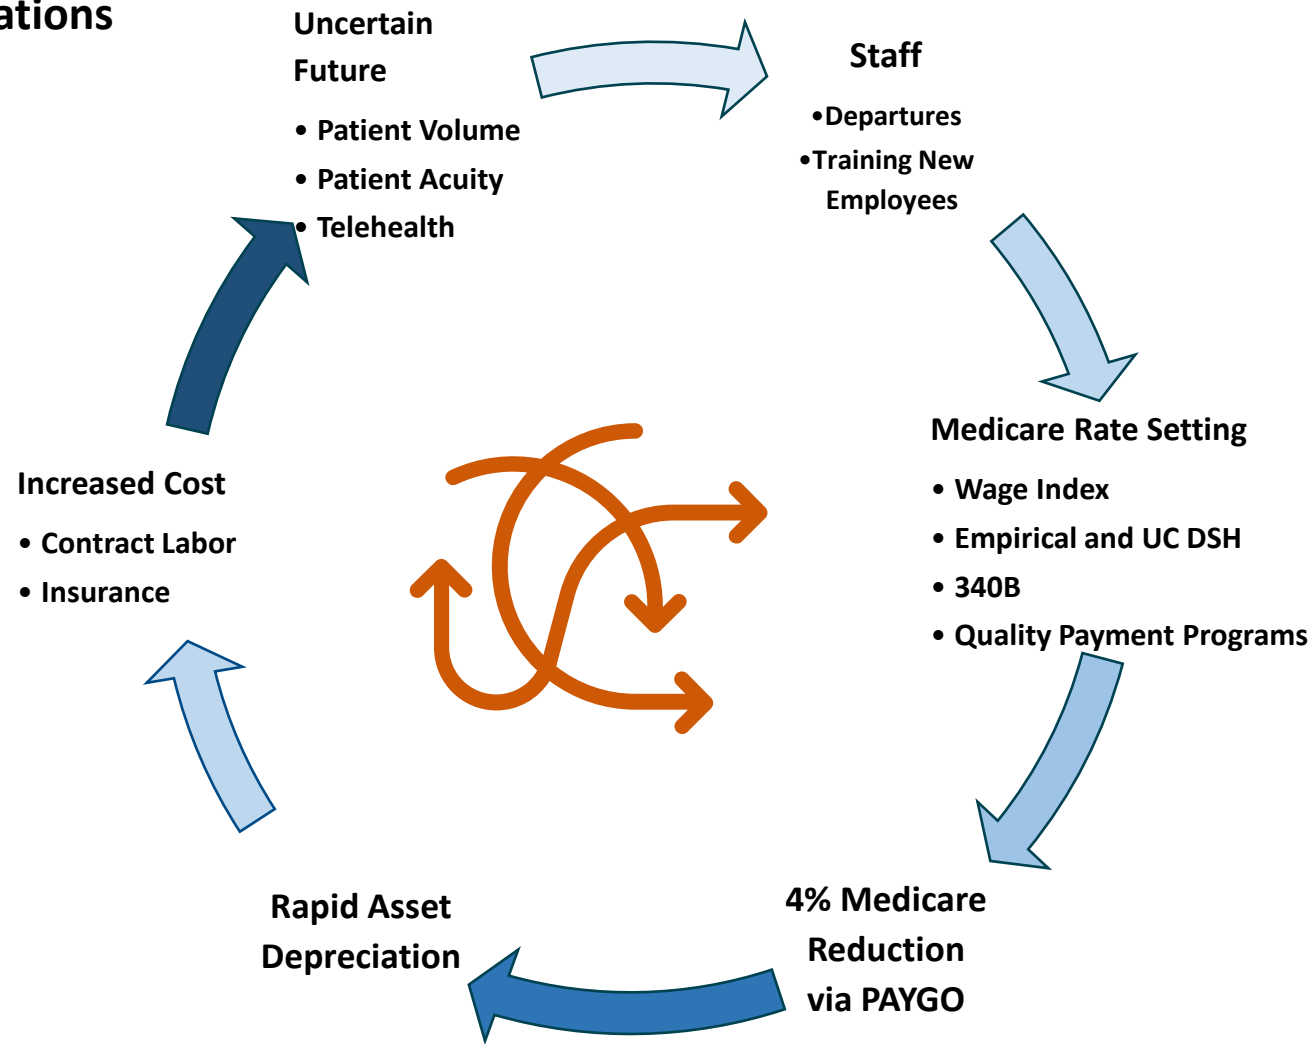 Uncertain
Future
• Patient Volume
• Patient Acuity
• Telehealth
Staff
•Departures
•Training New
Employees
Medicare Rate Setting
• Wage Index
• Empirical and UC DSH
• 340B
• Quality Payment Programs
4% Medicare
Reduction
via PAYGO
Rapid Asset
Depreciation
Increased Cost
• Contract Labor
• Insurance